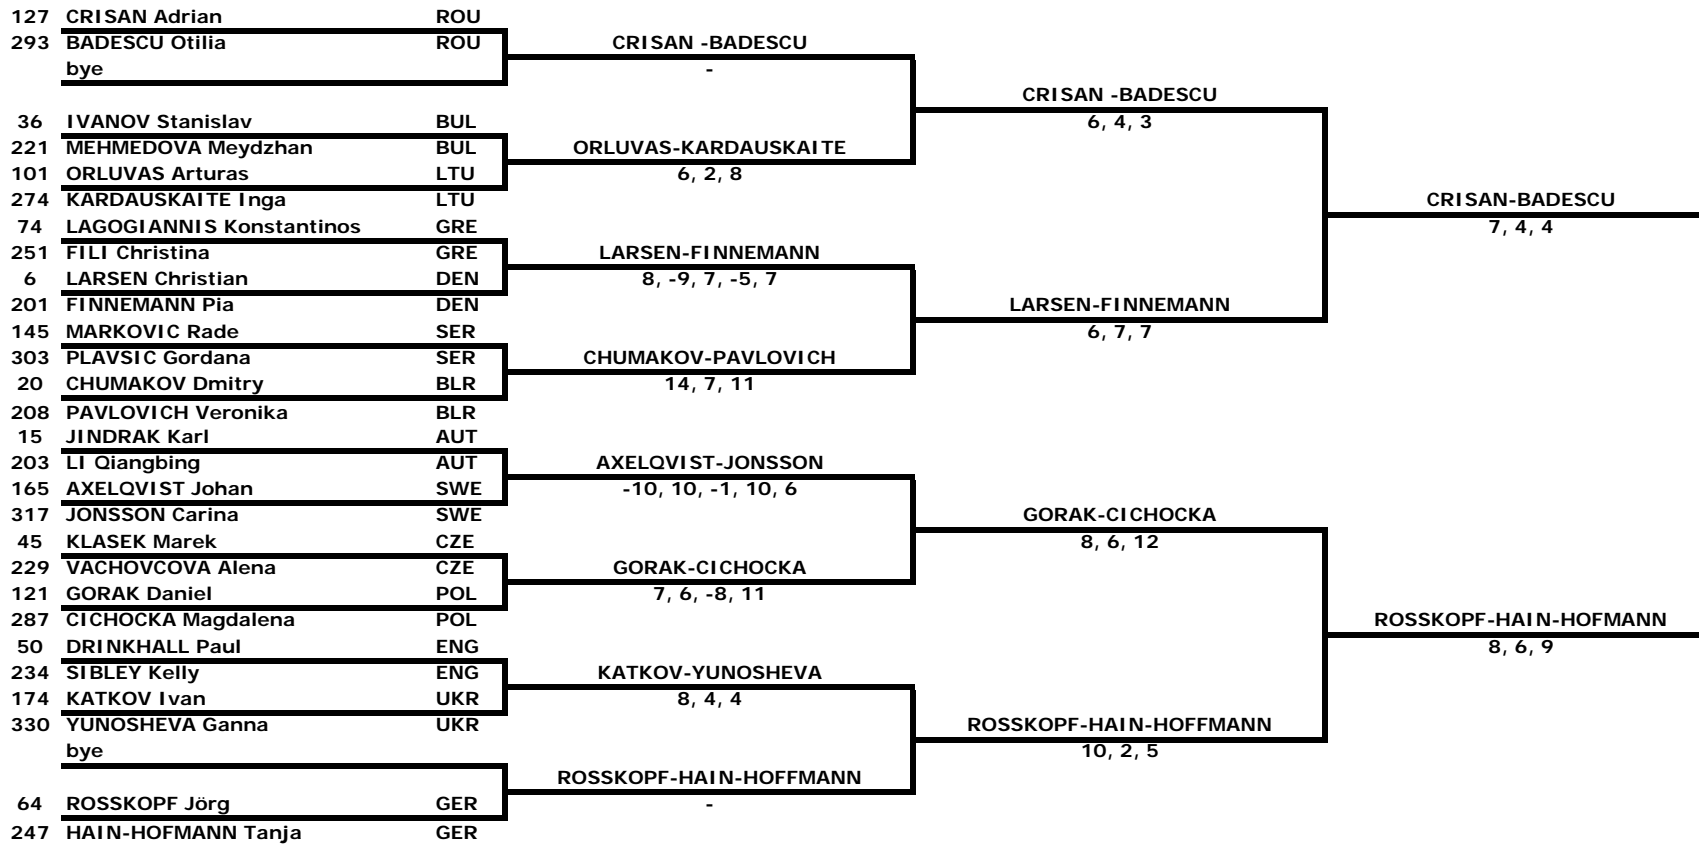 127 CRISAN Adrian ROU
293 BADESCU Otilia ROU CRISAN -BADESCU
bye -
CRISAN -BADESCU
36 IVANOV Stanislav BUL 6, 4, 3
221 MEHMEDOVA Meydzhan BUL ORLUVAS-KARDAUSKAITE
101 ORLUVAS Arturas LTU 6, 2, 8
274 KARDAUSKAITE Inga LTU CRISAN-BADESCU
74 LAGOGIANNIS Konstantinos GRE 7, 4, 4
251 FILI Christina GRE LARSEN-FINNEMANN
6 LARSEN Christian DEN 8, -9, 7, -5, 7
201 FINNEMANN Pia DEN LARSEN-FINNEMANN
145 MARKOVIC Rade SER 6, 7, 7
303 PLAVSIC Gordana SER CHUMAKOV-PAVLOVICH
20 CHUMAKOV Dmitry BLR 14, 7, 11
208 PAVLOVICH Veronika BLR
15 JINDRAK Karl AUT
203 LI Qiangbing AUT AXELQVIST-JONSSON
165 AXELQVIST Johan SWE -10, 10, -1, 10, 6
317 JONSSON Carina SWE GORAK-CICHOCKA
45 KLASEK Marek CZE 8, 6, 12
229 VACHOVCOVA Alena CZE GORAK-CICHOCKA
121 GORAK Daniel POL 7, 6, -8, 11
287 CICHOCKA Magdalena POL ROSSKOPF-HAIN-HOFMANN
50 DRINKHALL Paul ENG 8, 6, 9
234 SIBLEY Kelly ENG KATKOV-YUNOSHEVA
174 KATKOV Ivan UKR 8, 4, 4
330 YUNOSHEVA Ganna UKR ROSSKOPF-HAIN-HOFFMANN
bye 10, 2, 5
ROSSKOPF-HAIN-HOFFMANN
64 ROSSKOPF Jörg GER -
247 HAIN-HOFMANN Tanja GER